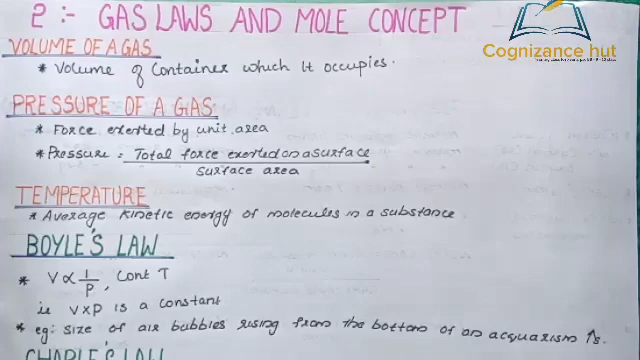 2 :- GAS LAWS AND MOLE CONCEPT
Cognizance hut
VOLUME OF A GAS
* Volume of Container which it occupies.
PRESSURE OF A GAS
* Force exerted by unit area
* Pressure = Total force exerted on a surface
surface area
TEMPERATURE
* Average kinetic energy of molecules in a substance
BOYLE'S LAW
* V ∝ 1/P, Cont T
ie V×P is a constant
* eg: size of air bubbles rising from the bottom of an acquarism ↑s.
CHARLE'S LAW